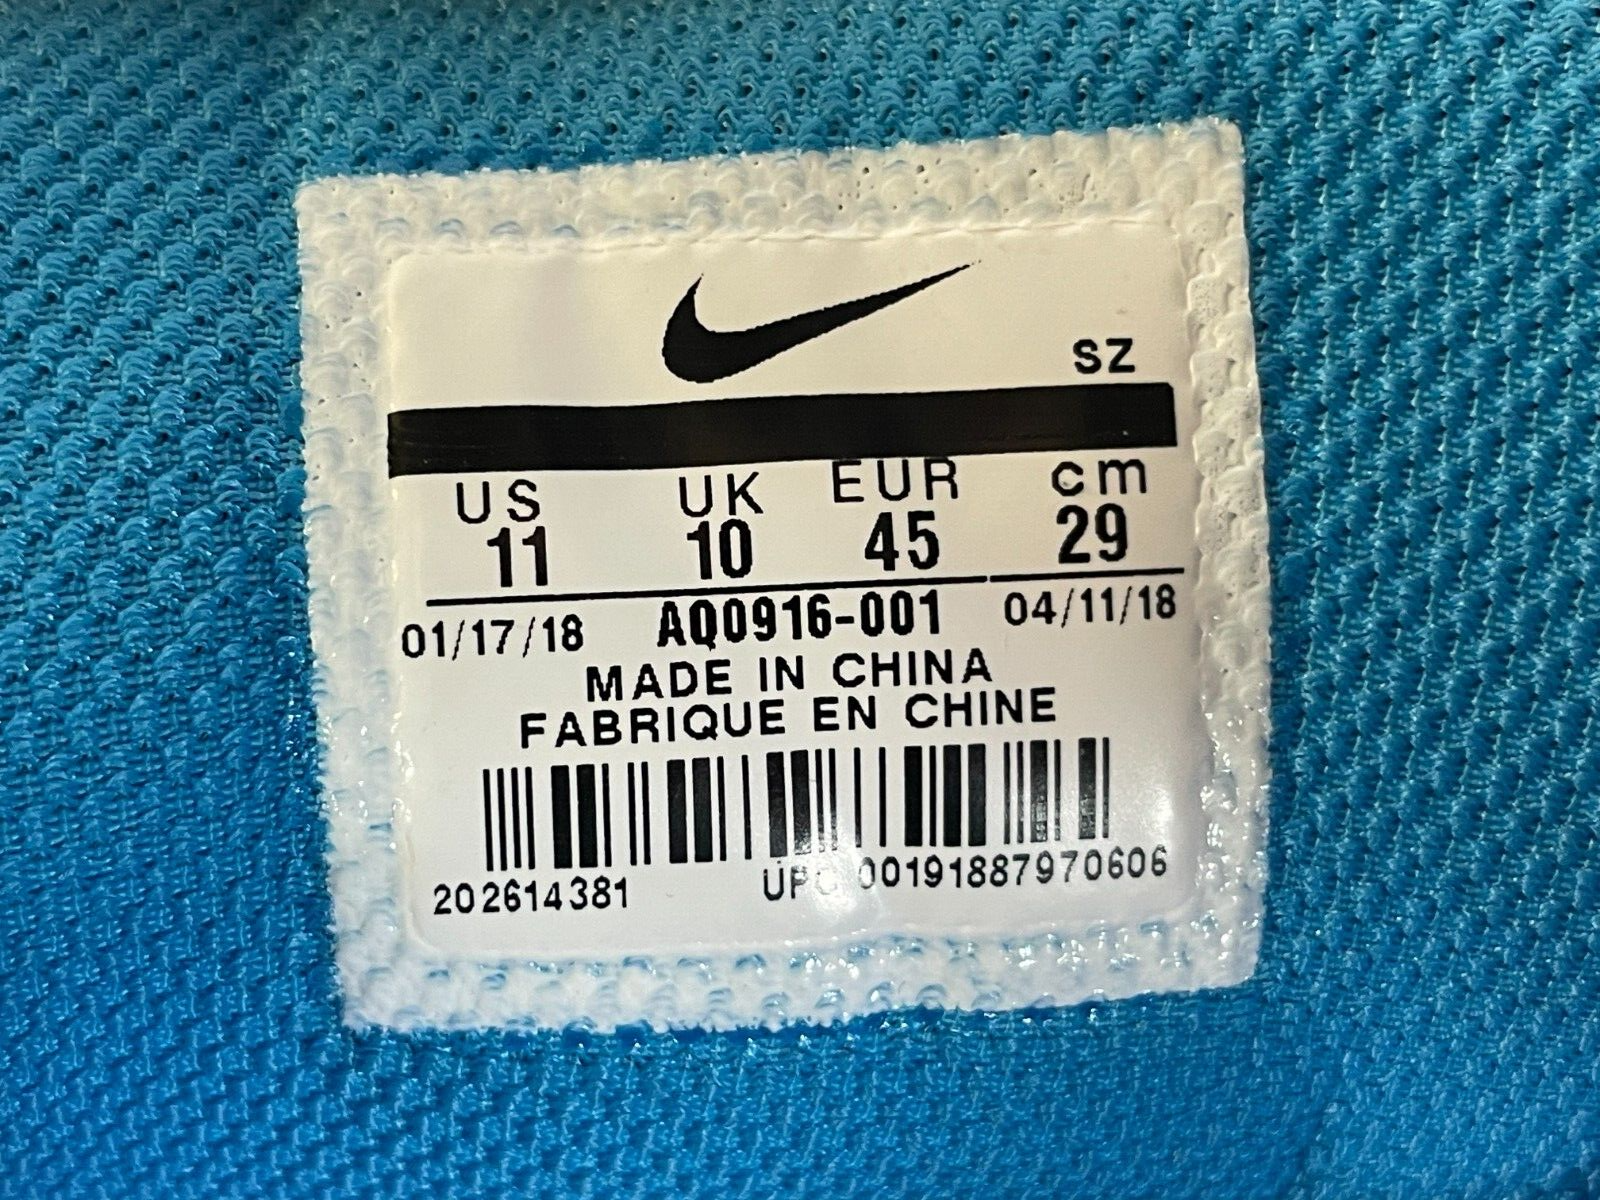 SZ
US UK EUR cm
11 10 45 29
01/17/18 AQ0916-001 04/11/18
MADE IN CHINA
FABRIQUE EN CHINE
202614381 UPC 00191887970606